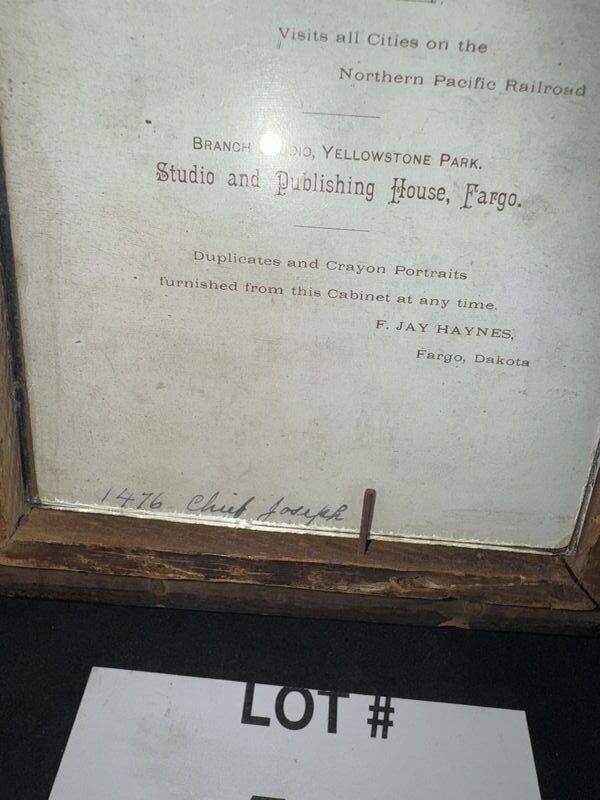 Visits all Cities on the
Northern Pacific Railroad
BRANCH STUDIO, YELLOWSTONE PARK.
Studio and Publishing House, Fargo.
Duplicates and Crayon Portraits
furnished from this Cabinet at any time.
F. JAY HAYNES,
Fargo, Dakota
1476 Chief Joseph
LOT #